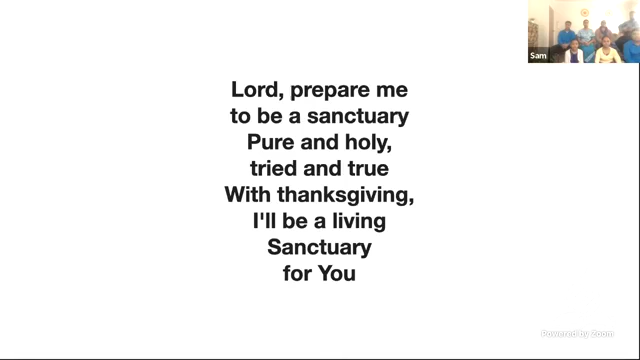 Sam
Lord, prepare me
to be a sanctuary
Pure and holy,
tried and true
With thanksgiving,
I'll be a living
Sanctuary
for You
Powered by Zoom